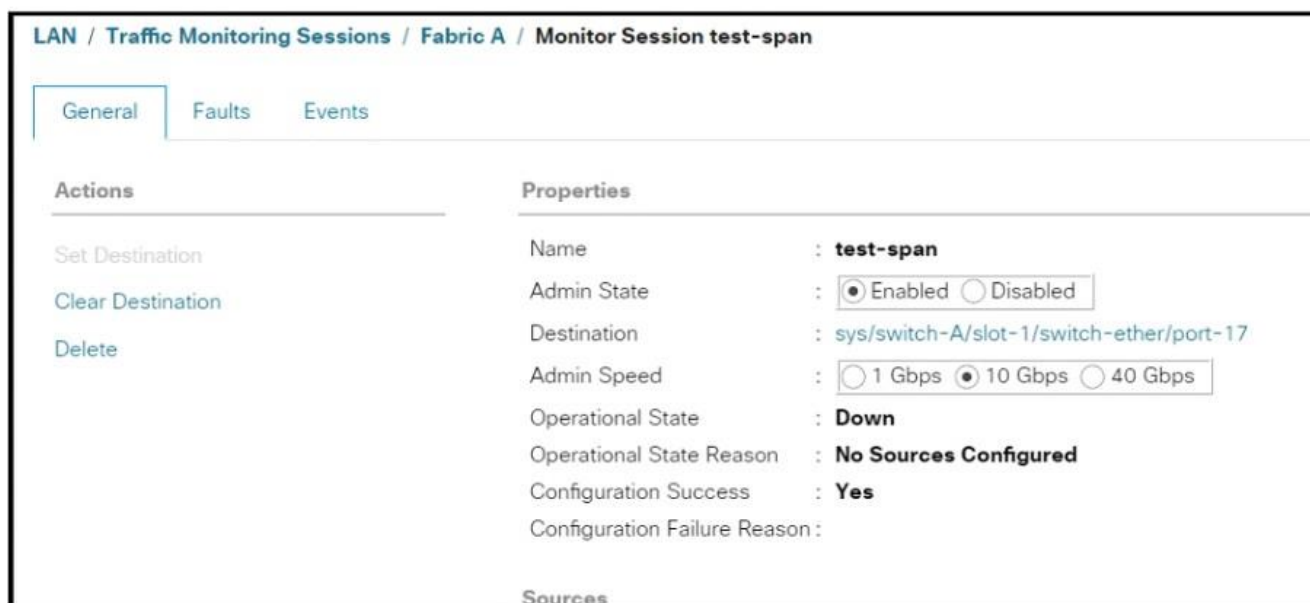 LAN / Traffic Monitoring Sessions / Fabric A / Monitor Session test-span
General Faults Events
Actions
Set Destination
Clear Destination
Delete
Properties
Name : test-span
Admin State : Enabled Disabled
Destination : sys/switch-A/slot-1/switch-ether/port-17
Admin Speed : 1 Gbps 10 Gbps 40 Gbps
Operational State : Down
Operational State Reason : No Sources Configured
Configuration Success : Yes
Configuration Failure Reason :
Sources